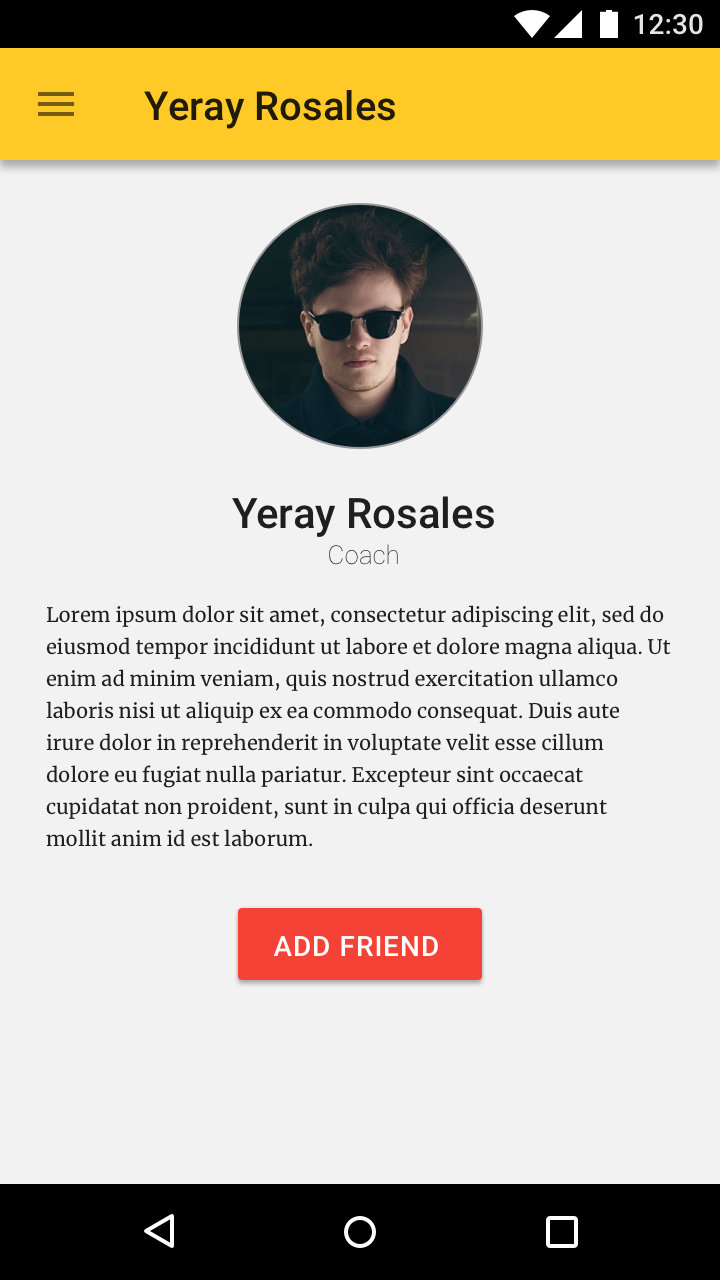 12:30
Yeray Rosales
Yeray Rosales
Coach
Lorem ipsum dolor sit amet, consectetur adipiscing elit, sed do
eiusmod tempor incididunt ut labore et dolore magna aliqua. Ut
enim ad minim veniam, quis nostrud exercitation ullamco
laboris nisi ut aliquip ex ea commodo consequat. Duis aute
irure dolor in reprehenderit in voluptate velit esse cillum
dolore eu fugiat nulla pariatur. Excepteur sint occaecat
cupidatat non proident, sunt in culpa qui officia deserunt
mollit anim id est laborum.
ADD FRIEND